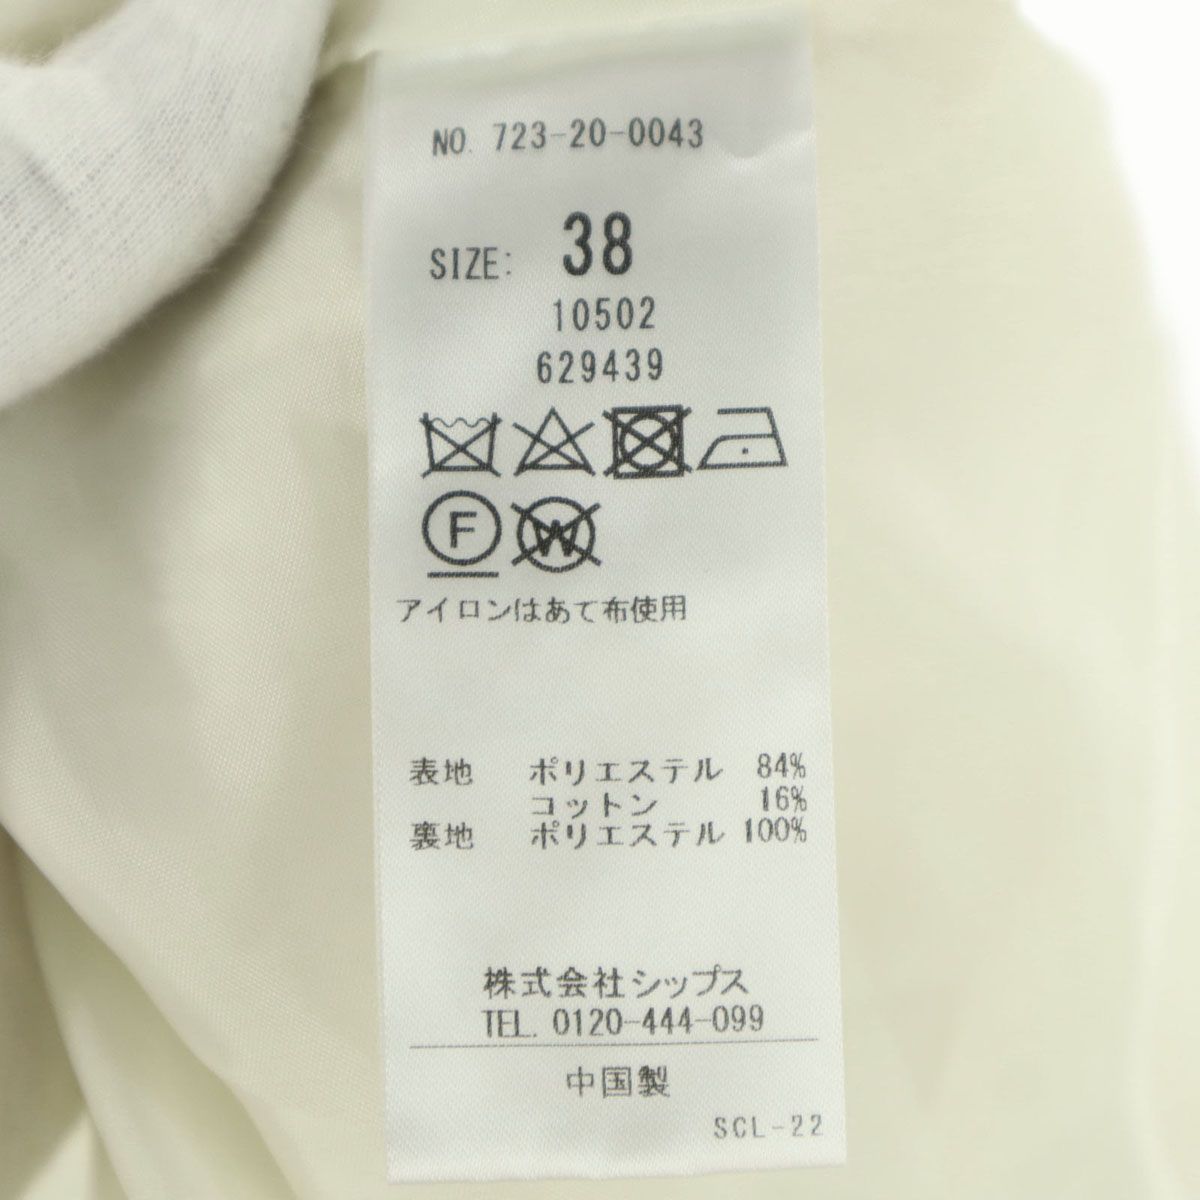 NO. 723-20-0043
SIZE: 38
10502
629439
F W
アイロンはあて布使用
表地 ポリエステル 84%
コットン 16%
裏地 ポリエステル 100%
株式会社シップス
TEL. 0120-444-099
中国製
SCL-22